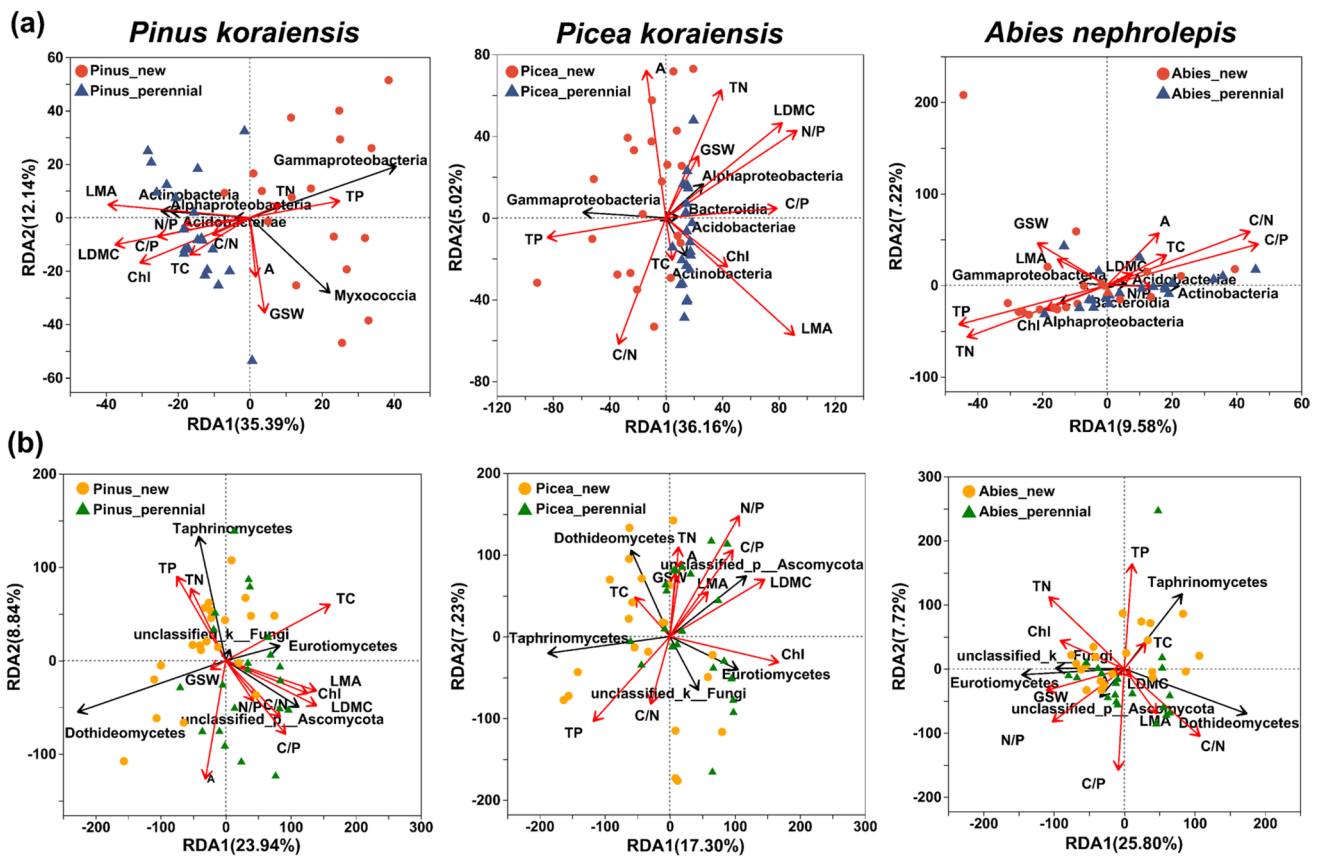 (a)
Pinus koraiensis
Picea koraiensis
Abies nephrolepis
60
40
20
0
-20
-40
-60
RDA2(12.14%)
Pinus_new
Pinus_perennial
Gammaproteobacteria
LMA
Actinobacteria
TN
TP
Alphaproteobacteria
N/P
Acidobacteriae
LDMC
C/P
C/N
Chl
TC
A
Myxococcia
GSW
-40
-20
0
20
40
RDA1(35.39%)
80
40
0
-40
-80
RDA2(5.02%)
Picea_new
Picea_perennial
A
TN
LDMC
N/P
GSW
Alphaproteobacteria
Gammaproteobacteria
Bacteroidia
C/P
TP
Acidobacteriae
TC
Chl
Actinobacteria
LMA
C/N
-120
-80
-40
0
40
80
120
RDA1(36.16%)
200
100
0
-100
RDA2(7.22%)
Abies_new
Abies_perennial
GSW
A
C/N
LMA
TC
C/P
LDMC
Gammaproteobacteria
Acidobacteriae
N/P
Actinobacteria
TP
Bacteroidia
Chl
Alphaproteobacteria
TN
-40
-20
0
20
40
60
RDA1(9.58%)
(b)
200
100
0
-100
RDA2(8.84%)
Pinus_new
Pinus_perennial
Taphrinomycetes
TP
TN
TC
unclassified_k__Fungi
Eurotiomycetes
GSW
LMA
Chl
N/P
C/N
LDMC
unclassified_p__Ascomycota
Dothideomycetes
C/P
A
-200
-100
0
100
200
300
RDA1(23.94%)
200
100
0
-100
-200
RDA2(7.23%)
Picea_new
Picea_perennial
N/P
Dothideomycetes
TN
C/P
A
unclassified_p__Ascomycota
GSW
LMA
LDMC
TC
Taphrinomycetes
Chl
Eurotiomycetes
unclassified_k__Fungi
C/N
TP
-200
-100
0
100
200
300
RDA1(17.30%)
300
200
100
0
-100
-200
RDA2(7.72%)
Abies_new
Abies_perennial
TP
TN
Taphrinomycetes
Chl
TC
unclassified_k__Fungi
Eurotiomycetes
LDMC
GSW
unclassified_p__Ascomycota
LMA
Dothideomycetes
N/P
C/N
C/P
-200
-100
0
100
200
300
RDA1(25.80%)